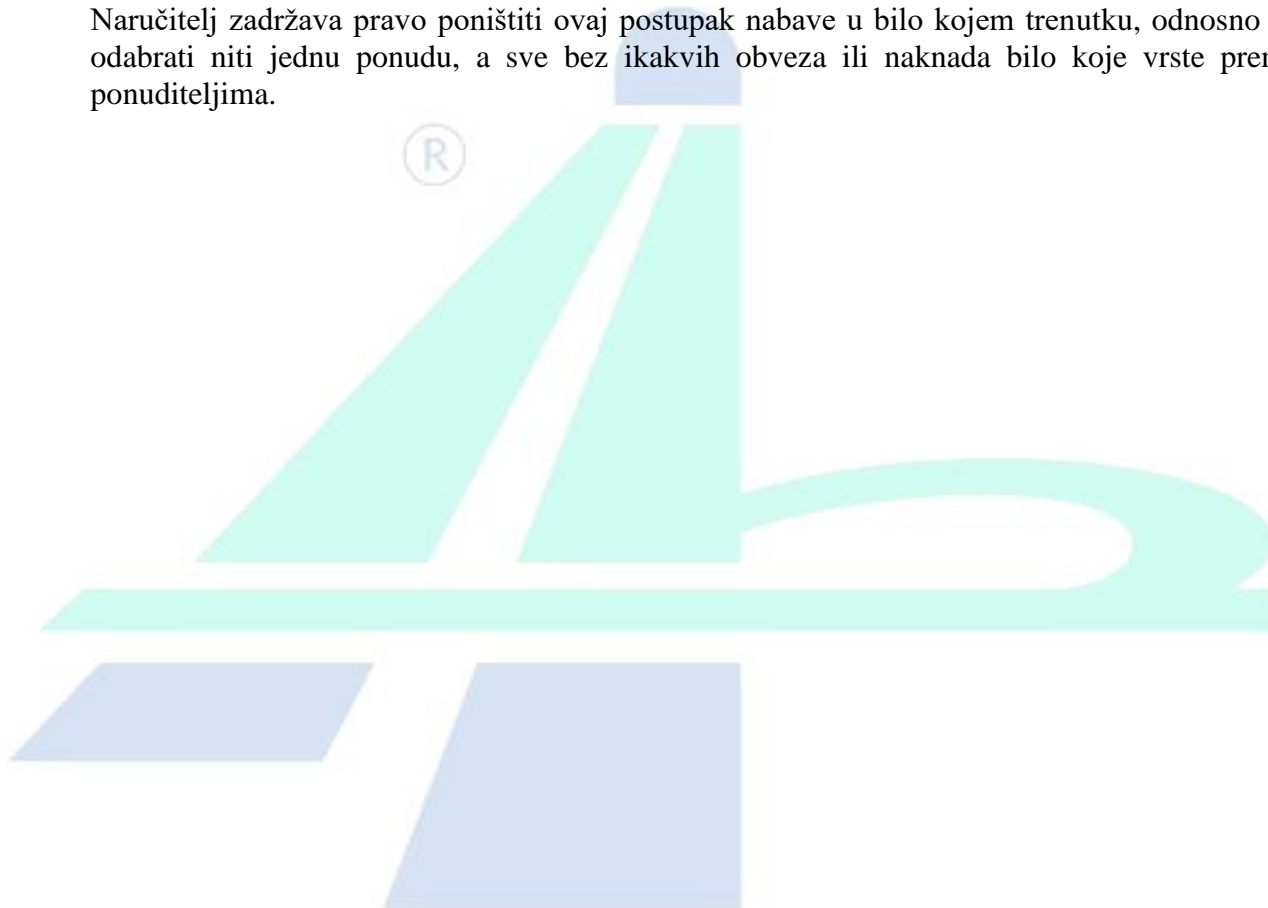 Naručitelj zadržava pravo poništiti ovaj postupak nabave u bilo kojem trenutku, odnosno
odabrati niti jednu ponudu, a sve bez ikakvih obveza ili naknada bilo koje vrste prem
ponuditeljima.
®